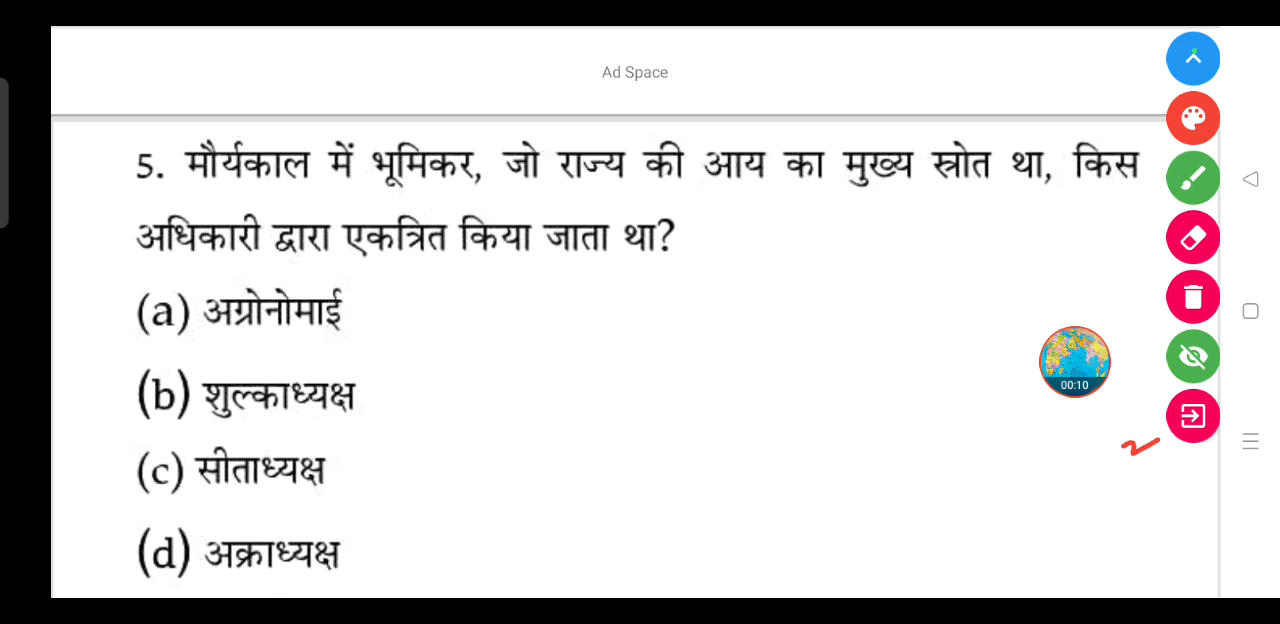 Ad Space
5. मौर्यकाल में भूमिकर, जो राज्य की आय का मुख्य स्रोत था, किस
अधिकारी द्वारा एकत्रित किया जाता था?
(a) अग्रोनोमाई
(b) शुल्काध्यक्ष
(c) सीताध्यक्ष
(d) अक्राध्यक्ष
00:10